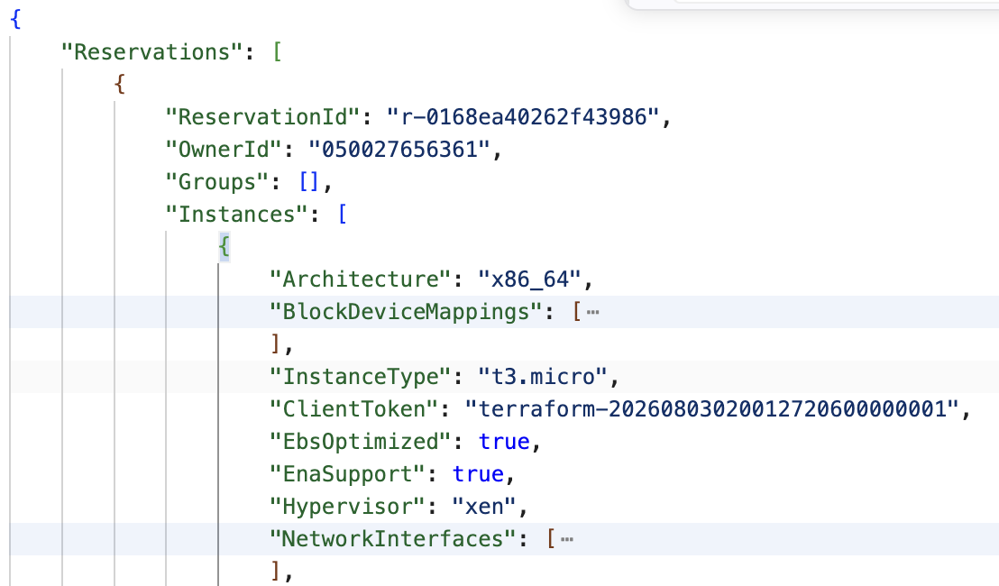 {
"Reservations": [
{
"ReservationId": "r-0168ea40262f43986",
"OwnerId": "050027656361",
"Groups": [],
"Instances": [
{
"Architecture": "x86_64",
"BlockDeviceMappings": [⋯
],
"InstanceType": "t3.micro",
"ClientToken": "terraform-20260803020012720600000001",
"EbsOptimized": true,
"EnaSupport": true,
"Hypervisor": "xen",
"NetworkInterfaces": [⋯
],